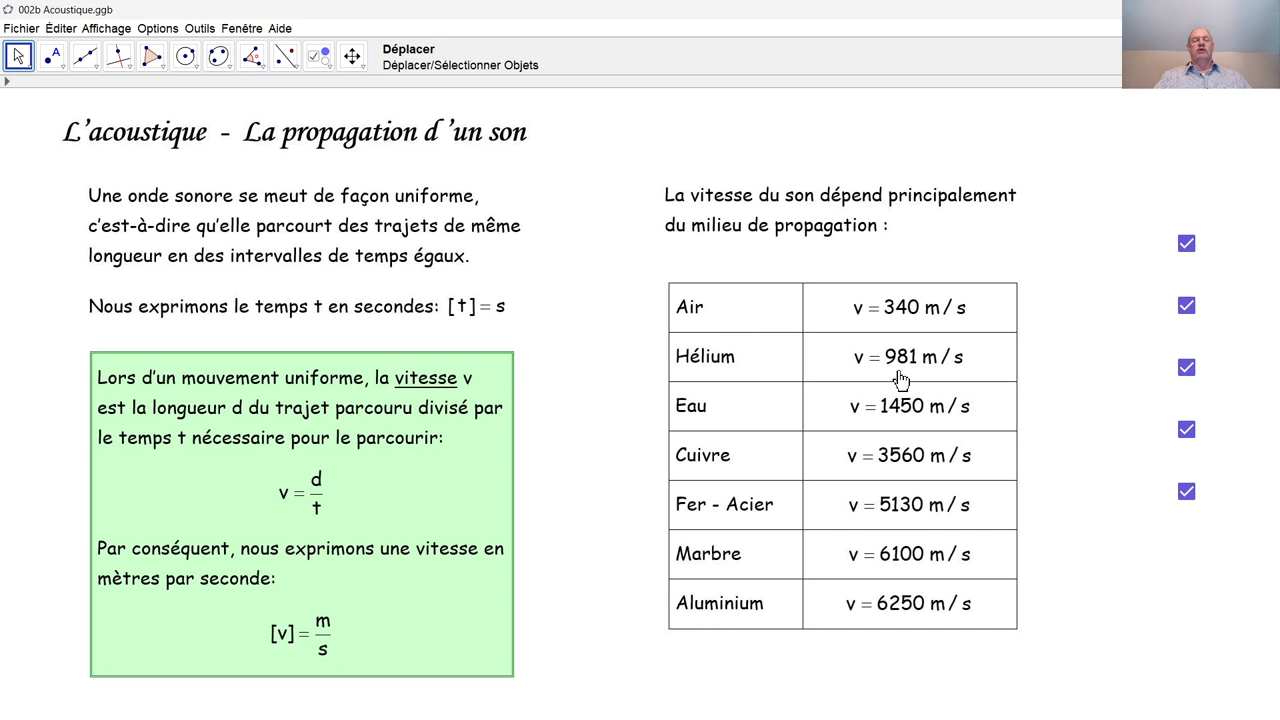 002b Acoustique.ggb
Fichier Éditer Affichage Options Outils Fenêtre Aide
A
Déplacer
Déplacer/Sélectionner Objets
L'acoustique - La propagation d 'un son
Une onde sonore se meut de façon uniforme,
c'est-à-dire qu'elle parcourt des trajets de même
longueur en des intervalles de temps égaux.
Nous exprimons le temps t en secondes: [t] = s
Lors d'un mouvement uniforme, la vitesse v
est la longueur d du trajet parcouru divisé par
le temps t nécessaire pour le parcourir:
v = d/t
Par conséquent, nous exprimons une vitesse en
mètres par seconde:
[v] = m/s
La vitesse du son dépend principalement
du milieu de propagation :
Air v = 340 m / s
Hélium v = 981 m / s
Eau v = 1450 m / s
Cuivre v = 3560 m / s
Fer - Acier v = 5130 m / s
Marbre v = 6100 m / s
Aluminium v = 6250 m / s